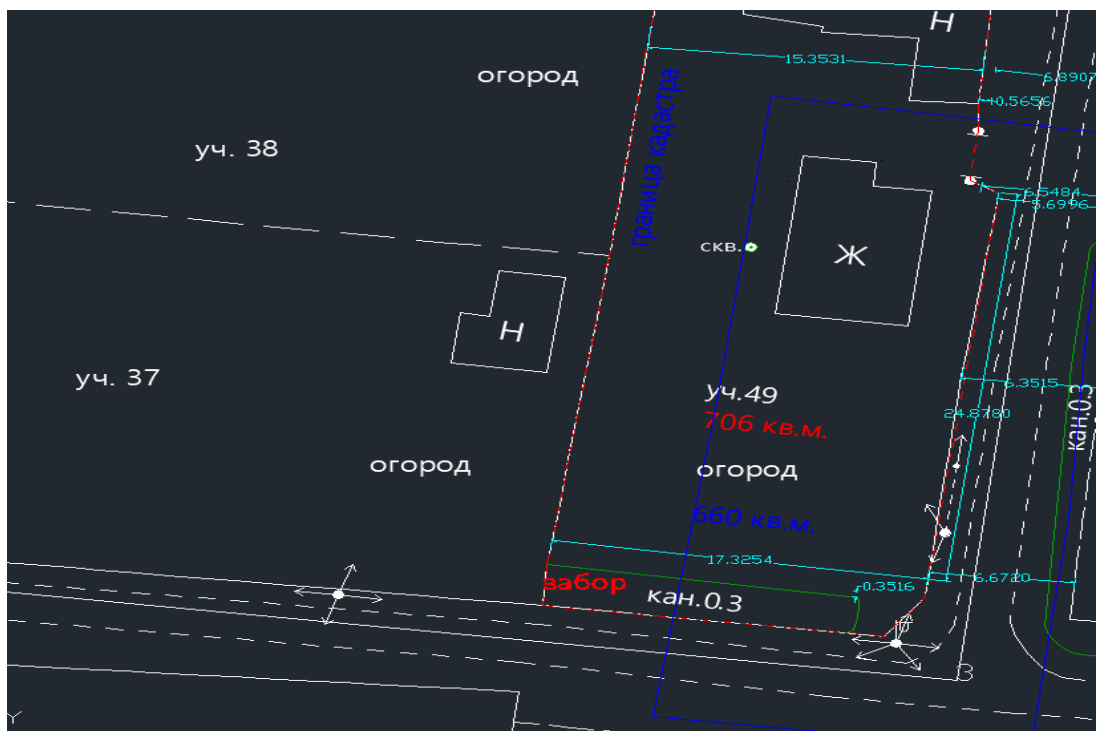 Н
15.3531
6.8907
огород
0.5656
граница кадастра
уч. 38
6.5484
5.6996
скв.
Ж
Н
уч. 37
6.3515
уч.49
кан.0.3
24.8780
706 кв.м.
огород
огород
660 кв.м.
17.3254
забор
0.3516
6.6720
кан.0.3
З
Y